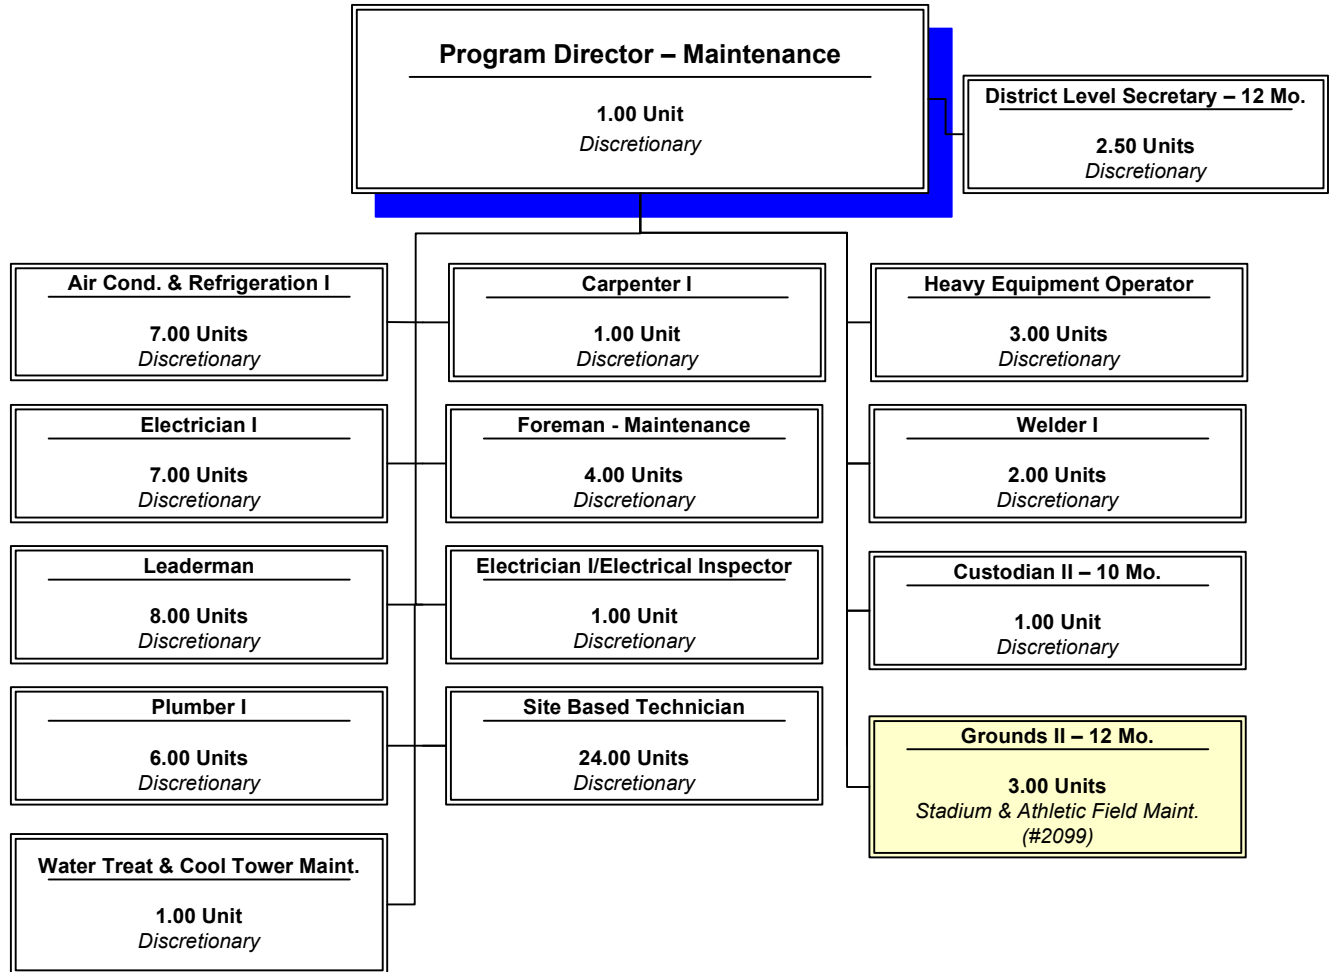 Program Director – Maintenance
1.00 Unit
Discretionary
District Level Secretary – 12 Mo.
2.50 Units
Discretionary
Air Cond. & Refrigeration I
7.00 Units
Discretionary
Carpenter I
1.00 Unit
Discretionary
Heavy Equipment Operator
3.00 Units
Discretionary
Electrician I
7.00 Units
Discretionary
Foreman - Maintenance
4.00 Units
Discretionary
Welder I
2.00 Units
Discretionary
Leaderman
8.00 Units
Discretionary
Electrician I/Electrical Inspector
1.00 Unit
Discretionary
Custodian II – 10 Mo.
1.00 Unit
Discretionary
Plumber I
6.00 Units
Discretionary
Site Based Technician
24.00 Units
Discretionary
Grounds II – 12 Mo.
3.00 Units
Stadium & Athletic Field Maint.
(#2099)
Water Treat & Cool Tower Maint.
1.00 Unit
Discretionary